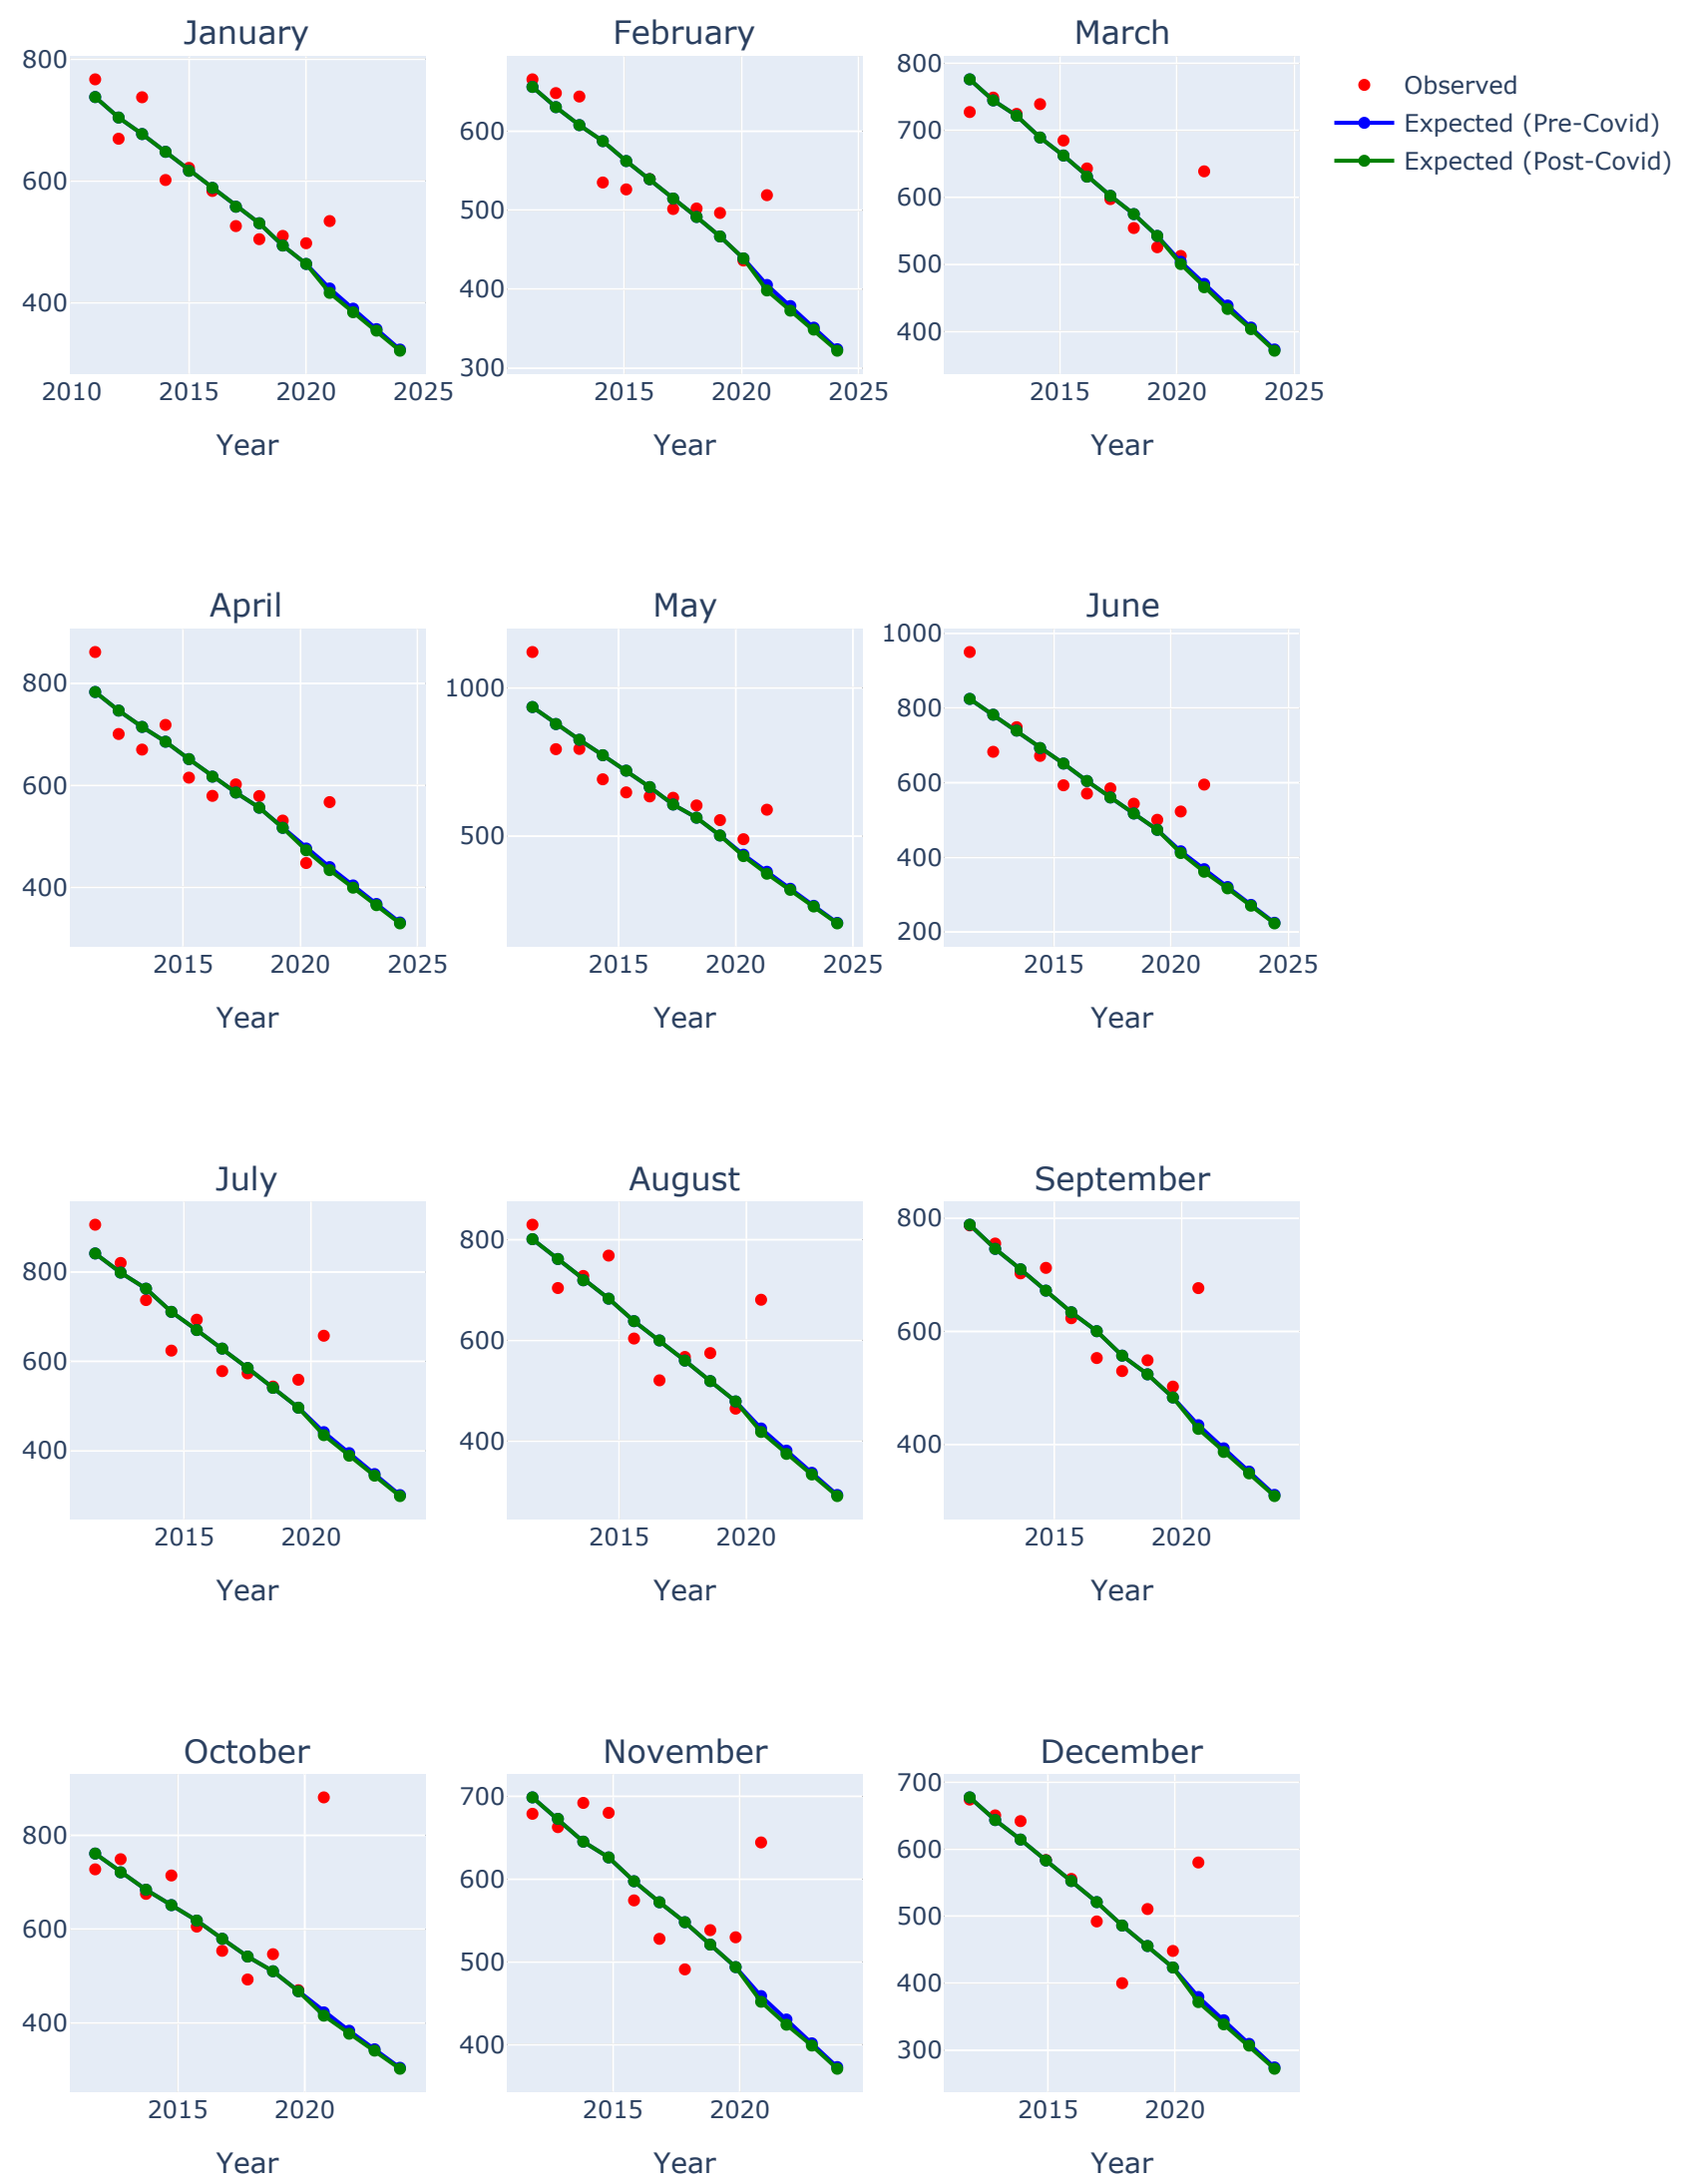 January
February
March
800
600
400
2010
2015
2020
2025
Year
600
500
400
300
2015
2020
2025
Year
800
700
600
500
400
2015
2020
2025
Year
Observed
Expected (Pre-Covid)
Expected (Post-Covid)
April
May
June
800
600
400
2015
2020
2025
Year
1000
500
2015
2020
2025
Year
1000
800
600
400
200
2015
2020
2025
Year
July
August
September
800
600
400
2015
2020
Year
800
600
400
2015
2020
Year
800
600
400
2015
2020
Year
October
November
December
800
600
400
2015
2020
Year
700
600
500
400
2015
2020
Year
700
600
500
400
300
2015
2020
Year